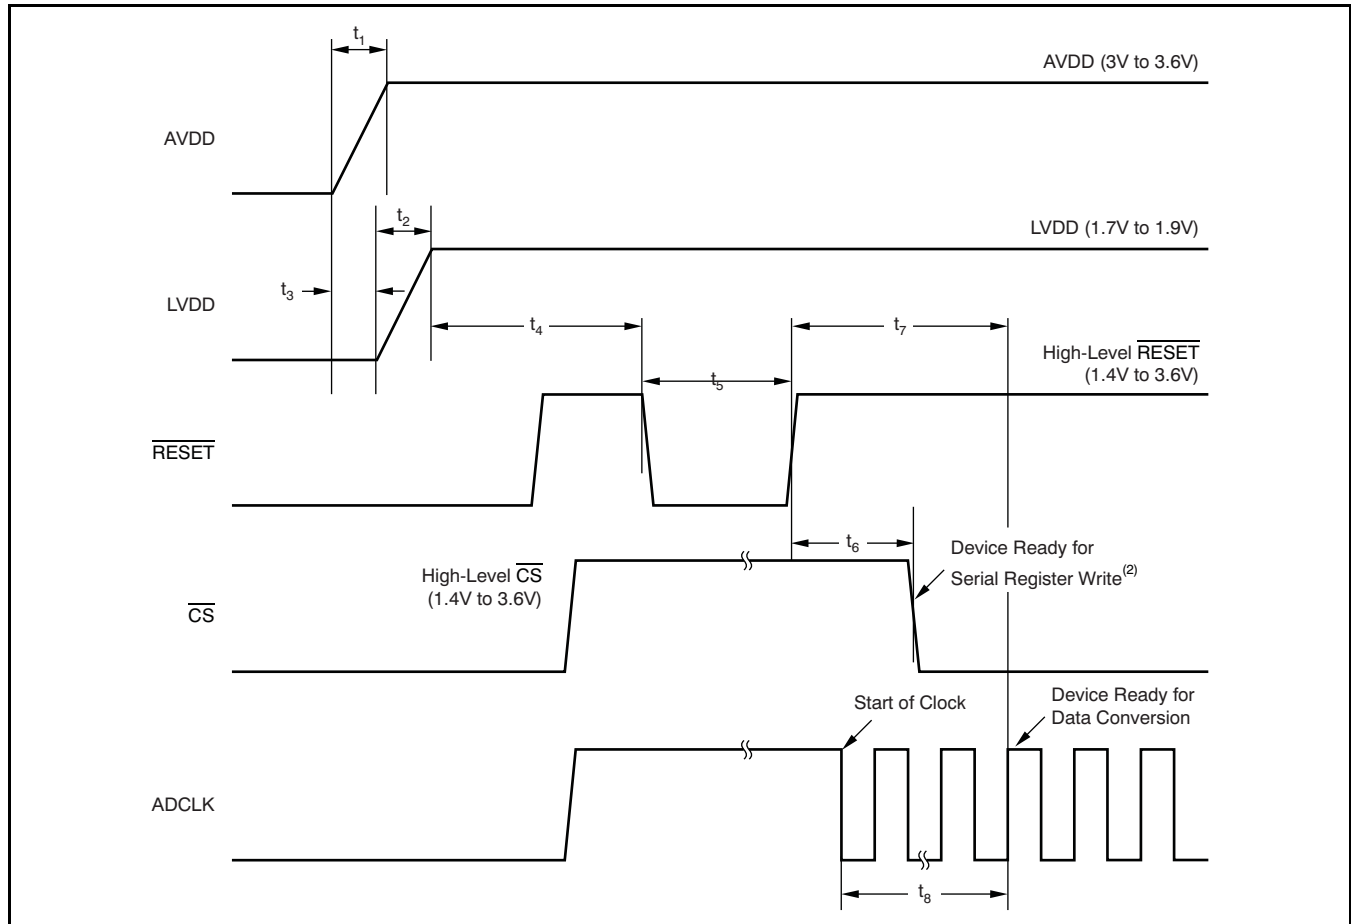 t1
AVDD (3V to 3.6V)
AVDD
t2
LVDD (1.7V to 1.9V)
t3
LVDD
t4
t7
High-Level RESET
(1.4V to 3.6V)
t5
RESET
t6
Device Ready for
Serial Register Write(2)
High-Level CS
(1.4V to 3.6V)
CS
Start of Clock
Device Ready for
Data Conversion
ADCLK
t8